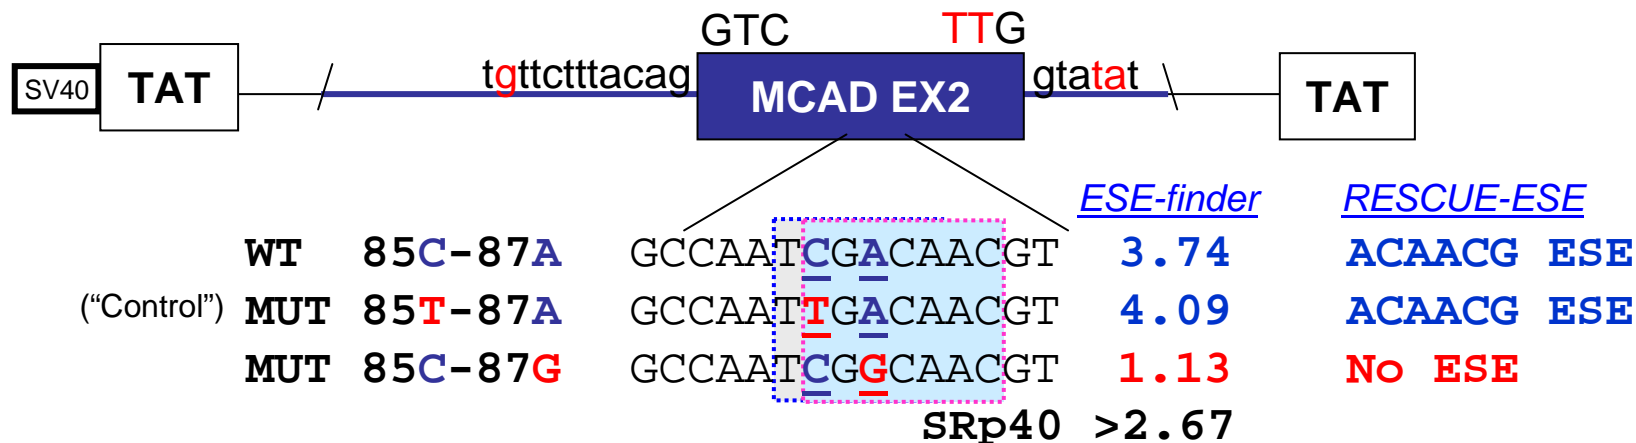 GTC TTG
tgttctttacag gtatat
SV40 TAT MCAD EX2 TAT
ESE-finder RESCUE-ESE
WT 85C-87A GCCAATCGACAACGT 3.74 ACAACG ESE
("Control") MUT 85T-87A GCCAATTGACAACGT 4.09 ACAACG ESE
MUT 85C-87G GCCAATCGGCAACGT 1.13 No ESE
SRp40 >2.67